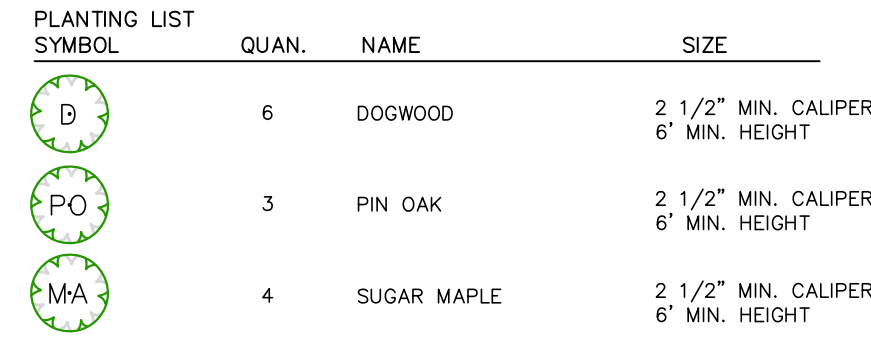 PLANTING LIST
SYMBOL QUAN. NAME SIZE
D 6 DOGWOOD 2 1/2" MIN. CALIPER
6' MIN. HEIGHT
P.O 3 PIN OAK 2 1/2" MIN. CALIPER
6' MIN. HEIGHT
M.A 4 SUGAR MAPLE 2 1/2" MIN. CALIPER
6' MIN. HEIGHT